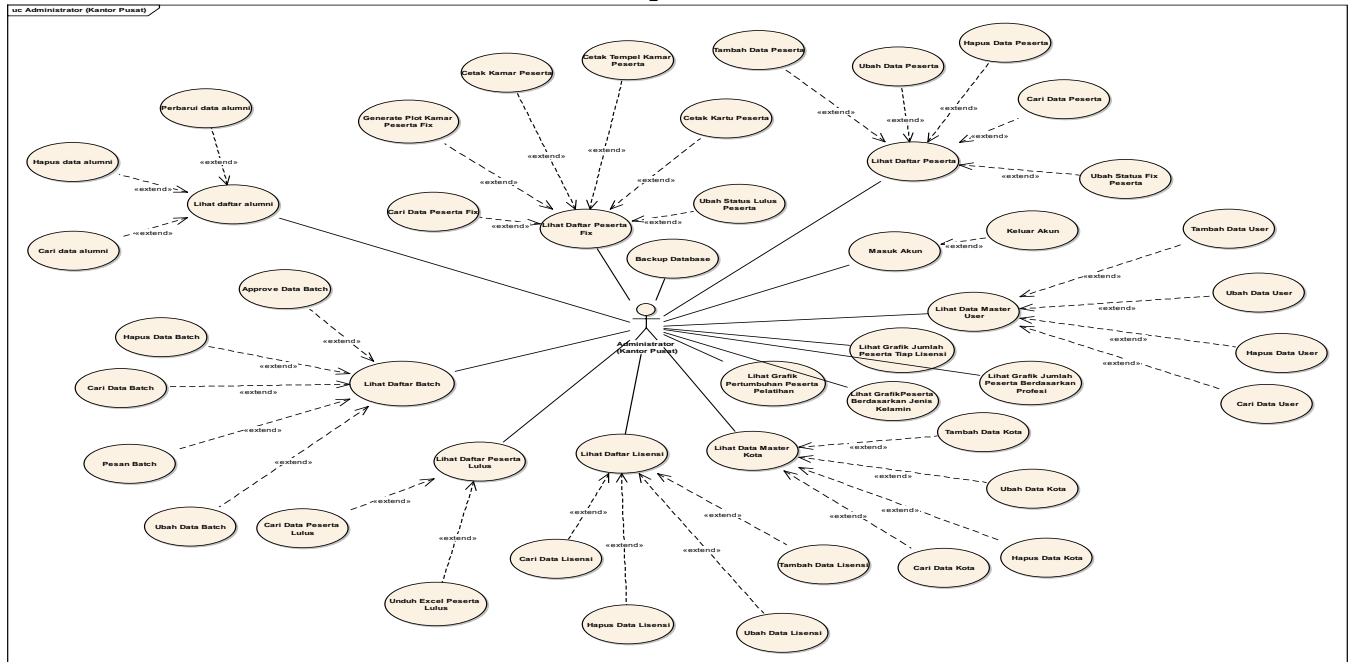 uc Administrator (Kantor Pusat)
Perbarui data alumni
«extend»
Hapus data alumni
«extend»
Lihat daftar alumni
Cari data alumni
«extend»
Cetak Kamar Peserta
Cetak Tempel Kamar
Peserta
Generate Plot Kamar
Peserta Fix
Cetak Kartu Peserta
«extend»
«extend»
«extend»
«extend»
Cari Data Peserta Fix
«extend»
Ubah Status Lulus
Peserta
«extend»
Lihat Daftar Peserta
Fix
Tambah Data Peserta
Ubah Data Peserta
Hapus Data Peserta
Cari Data Peserta
«extend»
«extend»
«extend»
«extend»
Lihat Daftar Peserta
«extend»
Ubah Status Fix
Peserta
Backup Database
Masuk Akun
«extend»
Keluar Akun
Administrator
(Kantor Pusat)
Lihat Data Master
User
Tambah Data User
«extend»
Ubah Data User
«extend»
Hapus Data User
«extend»
Cari Data User
«extend»
Approve Data Batch
«extend»
Hapus Data Batch
«extend»
Cari Data Batch
«extend»
Lihat Daftar Batch
Pesan Batch
«extend»
Ubah Data Batch
«extend»
Lihat Grafik Jumlah
Peserta Tiap Lisensi
Lihat Grafik
Pertumbuhan Peserta
Pelatihan
Lihat GrafikPeserta
Berdasarkan Jenis
Kelamin
Lihat Grafik Jumlah
Peserta Berdasarkan
Profesi
Lihat Daftar Peserta
Lulus
«extend»
Cari Data Peserta
Lulus
«extend»
Unduh Excel Peserta
Lulus
Lihat Daftar Lisensi
«extend»
«extend»
«extend»
«extend»
Cari Data Lisensi
Tambah Data Lisensi
Hapus Data Lisensi
Ubah Data Lisensi
Lihat Data Master
Kota
Tambah Data Kota
«extend»
Ubah Data Kota
«extend»
«extend»
«extend»
Cari Data Kota
Hapus Data Kota